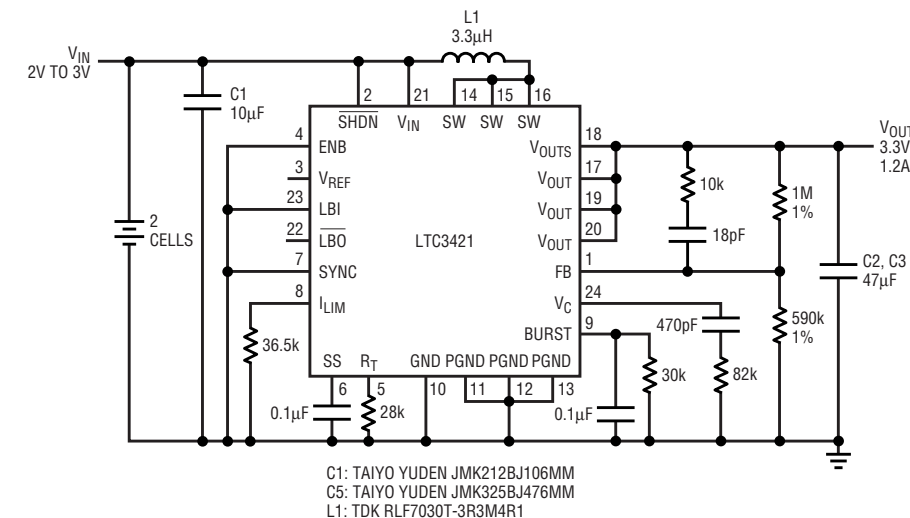 L1
3.3µH
VIN
2V TO 3V
C1
10µF
2
21
14
15
16
SHDN
VIN
SW
SW
SW
4
ENB
VOUTS
18
VOUT
3.3V
1.2A
3
VREF
VOUT
17
10k
1M
1%
23
LBI
VOUT
19
2
CELLS
22
LBO
LTC3421
VOUT
20
18pF
7
SYNC
FB
1
C2, C3
47µF
8
ILIM
VC
24
BURST
9
470pF
590k
1%
36.5k
SS
RT
GND
PGND
PGND
PGND
30k
82k
6
5
10
11
12
13
0.1µF
28k
0.1µF
C1: TAIYO YUDEN JMK212BJ106MM
C5: TAIYO YUDEN JMK325BJ476MM
L1: TDK RLF7030T-3R3M4R1